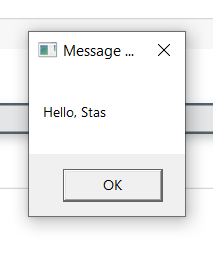 Message ...
Hello, Stas
OK